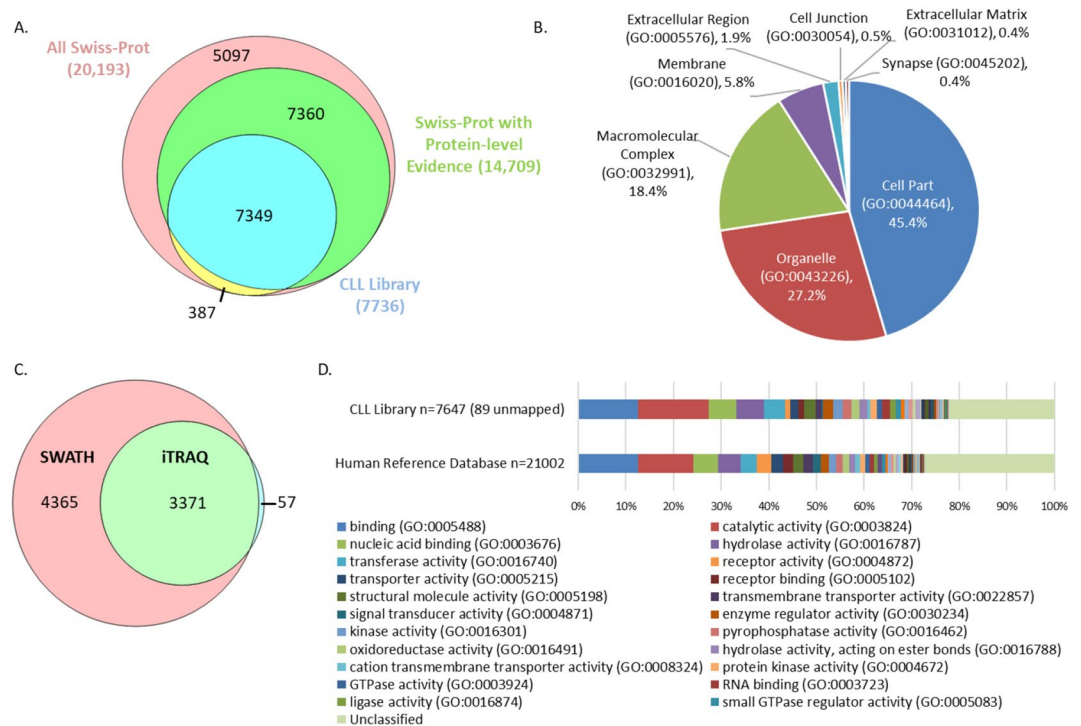 A.
All Swiss-Prot
(20,193)
5097
7360
7349
387
Swiss-Prot with
Protein-level
Evidence (14,709)
CLL Library
(7736)
B.
Extracellular Region
(GO:0005576), 1.9%
Cell Junction
(GO:0030054), 0.5%
Extracellular Matrix
(GO:0031012), 0.4%
Membrane
(GO:0016020), 5.8%
Synapse (GO:0045202),
0.4%
Macromolecular
Complex
(GO:0032991),
18.4%
Cell Part
(GO:0044464),
45.4%
Organelle
(GO:0043226),
27.2%
C.
SWATH
4365
iTRAQ
3371
57
D.
CLL Library n=7647 (89 unmapped)
Human Reference Database n=21002
0% 10% 20% 30% 40% 50% 60% 70% 80% 90% 100%
binding (GO:0005488)
catalytic activity (GO:0003824)
nucleic acid binding (GO:0003676)
hydrolase activity (GO:0016787)
transferase activity (GO:0016740)
receptor activity (GO:0004872)
transporter activity (GO:0005215)
receptor binding (GO:0005102)
structural molecule activity (GO:0005198)
transmembrane transporter activity (GO:0022857)
signal transducer activity (GO:0004871)
enzyme regulator activity (GO:0030234)
kinase activity (GO:0016301)
pyrophosphatase activity (GO:0016462)
oxidoreductase activity (GO:0016491)
hydrolase activity, acting on ester bonds (GO:0016788)
cation transmembrane transporter activity (GO:0008324)
protein kinase activity (GO:0004672)
GTPase activity (GO:0003924)
RNA binding (GO:0003723)
ligase activity (GO:0016874)
small GTPase regulator activity (GO:0005083)
Unclassified